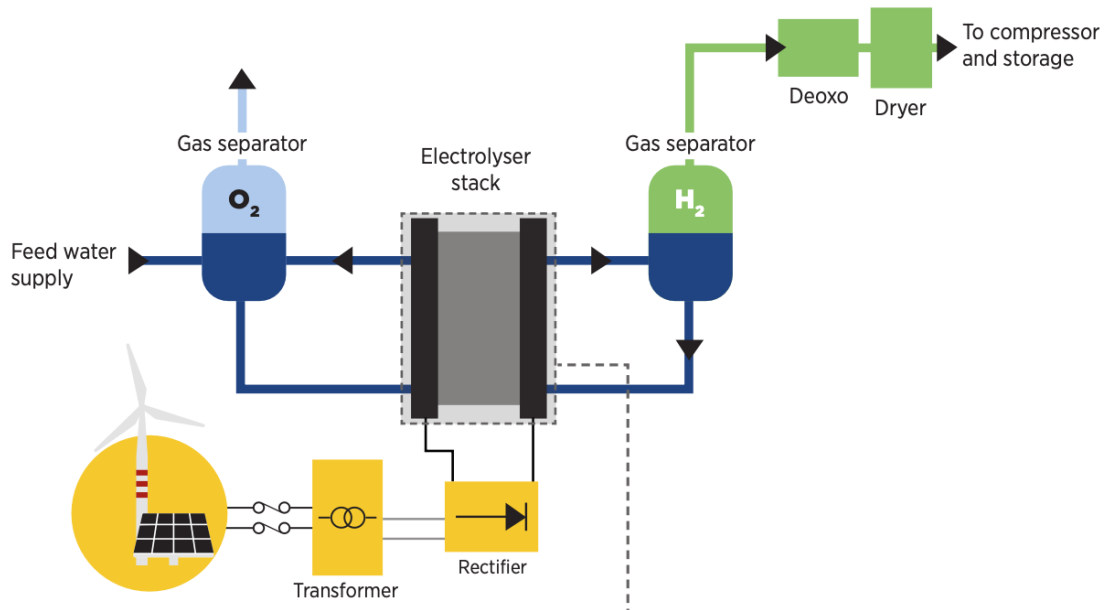 To compressor
and storage
Deoxo
Dryer
Gas separator
Electrolyser
stack
Gas separator
O₂
H₂
Feed water
supply
Transformer
Rectifier